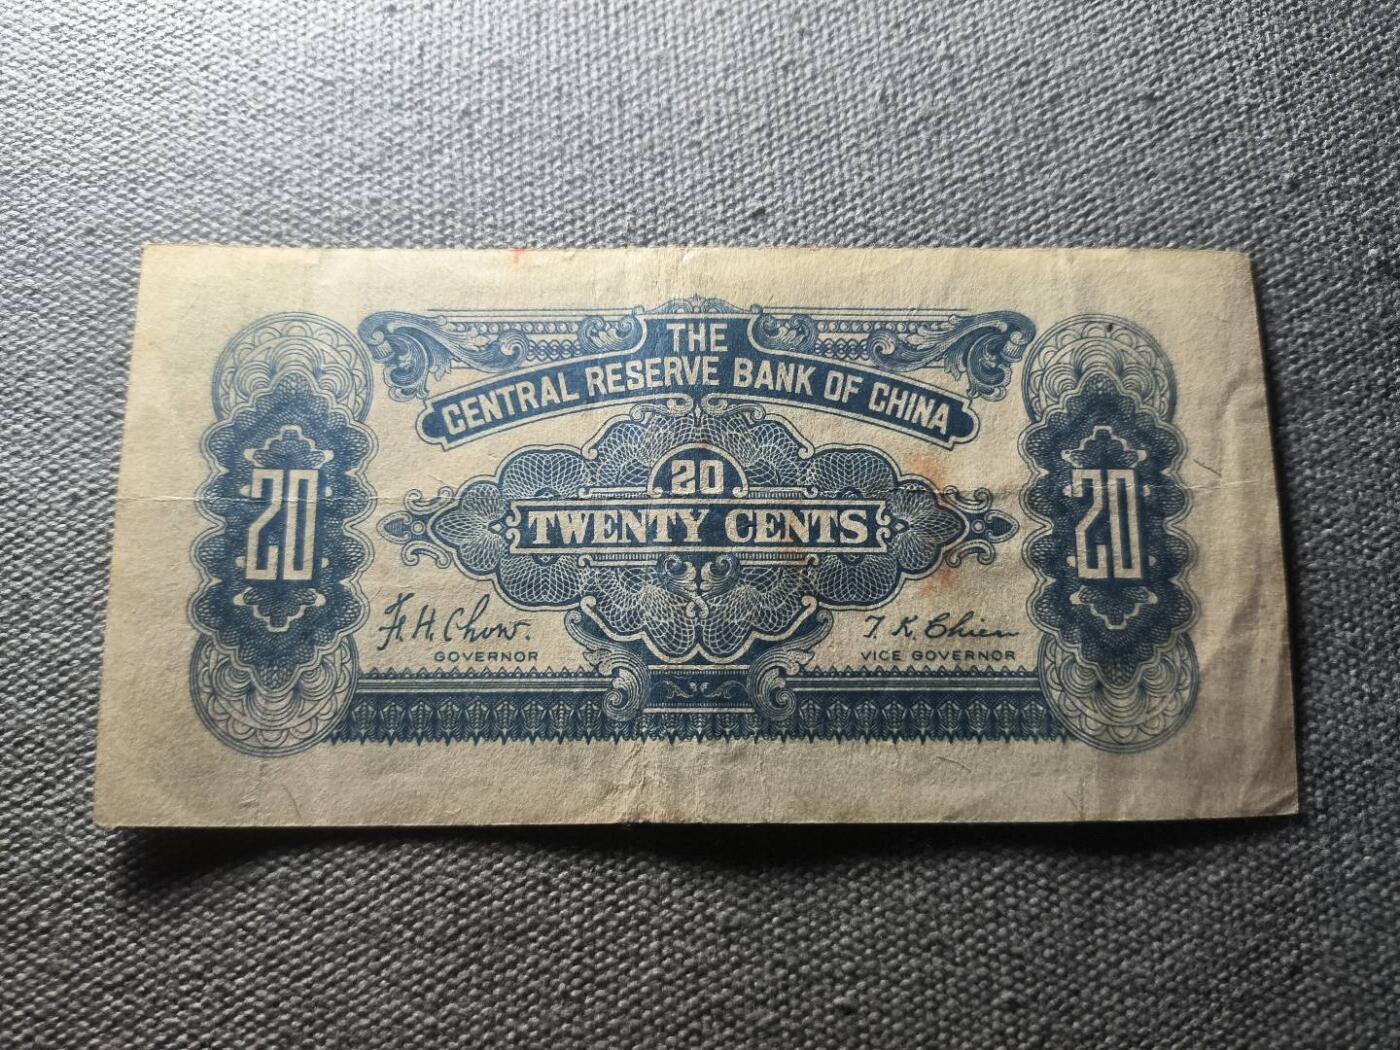 THE
CENTRAL RESERVE BANK OF CHINA
20
20
20
TWENTY CENTS
F. H. Chow.
GOVERNOR
T. K. Chien
VICE GOVERNOR